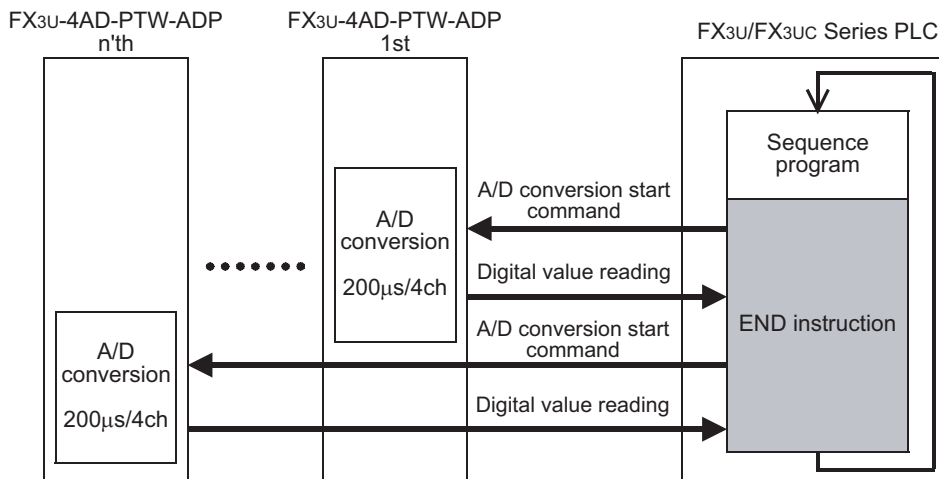 FX3U-4AD-PTW-ADP
n'th
FX3U-4AD-PTW-ADP
1st
FX3U/FX3UC Series PLC
Sequence
program
A/D conversion start
command
A/D
conversion
200μs/4ch
Digital value reading
A/D conversion start
command
END instruction
A/D
conversion
200μs/4ch
Digital value reading